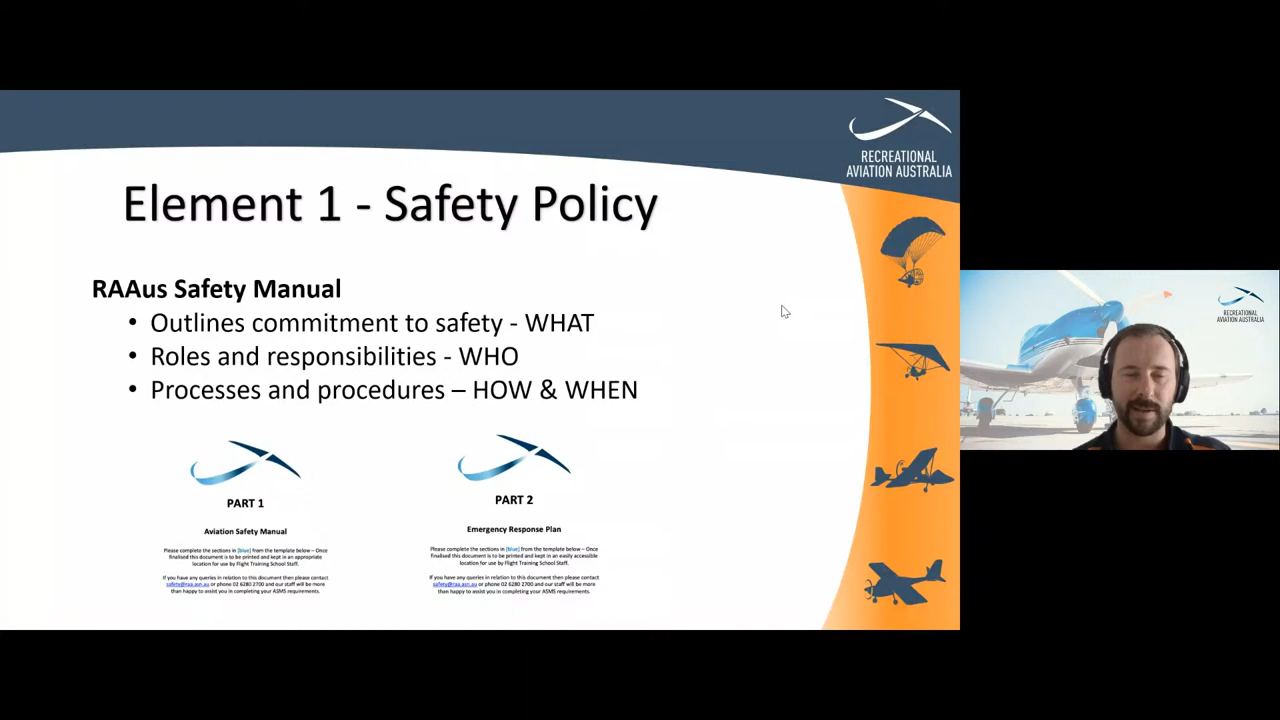 RECREATIONAL
AVIATION AUSTRALIA
Element 1 - Safety Policy
RAAus Safety Manual
• Outlines commitment to safety - WHAT
• Roles and responsibilities - WHO
• Processes and procedures – HOW & WHEN
PART 1
Aviation Safety Manual
Please complete the sections in [blue] from the template below – Once
finalised this document is to be printed and kept in an appropriate
location for use by Flight Training School Staff.
If you have any queries in relation to this document then please contact
safety@raa.asn.au or phone 02 6280 2700 and our staff will be more
than happy to assist you in completing your ASMS requirements.
PART 2
Emergency Response Plan
Please complete the sections in [blue] from the template below – Once
finalised this document is to be printed and kept in an easily accessible
location for use by Flight Training School Staff.
If you have any queries in relation to this document then please contact
safety@raa.asn.au or phone 02 6280 2700 and our staff will be more
than happy to assist you in completing your ASMS requirements.
RECREATIONAL
AVIATION AUSTRALIA